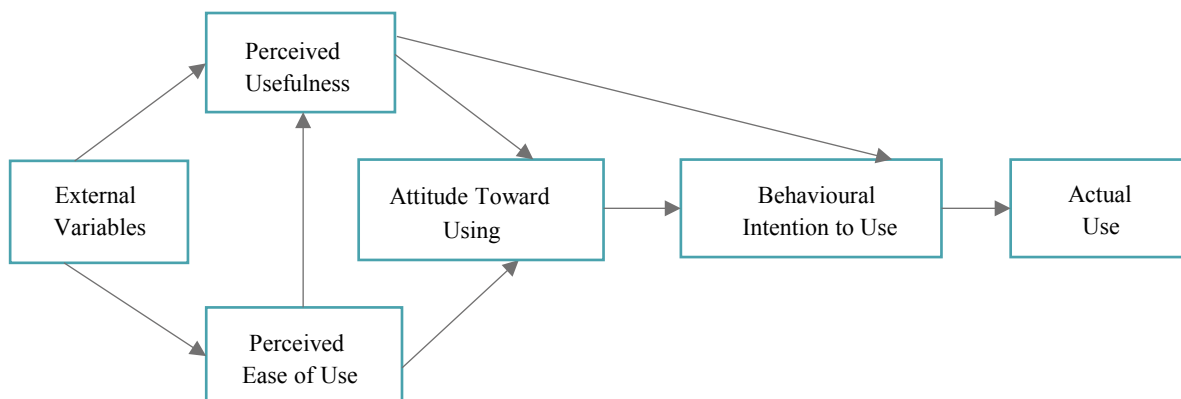 Perceived
Usefulness
External
Variables
Attitude Toward
Using
Behavioural
Intention to Use
Actual
Use
Perceived
Ease of Use